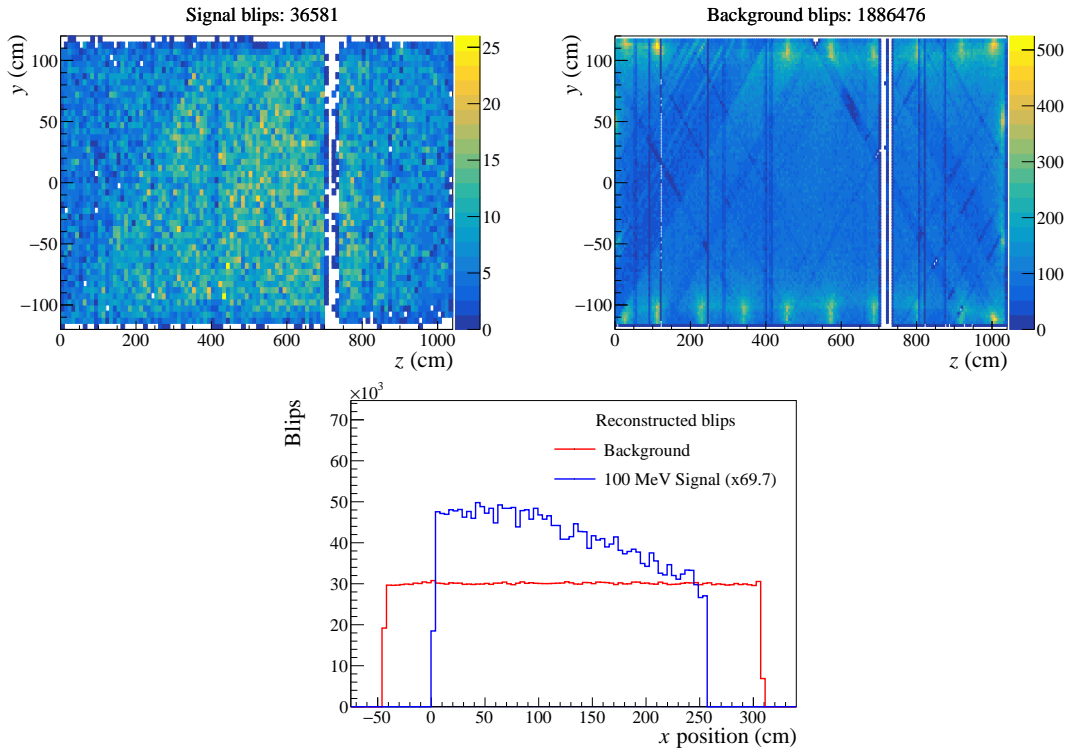 Signal blips: 36581
y (cm)
100
50
0
−50
−100
0 200 400 600 800 1000
z (cm)
25
20
15
10
5
0
Background blips: 1886476
y (cm)
100
50
0
−50
−100
0 200 400 600 800 1000
z (cm)
500
400
300
200
100
0
×10³
Blips
70
60
50
40
30
20
10
0
Reconstructed blips
Background
100 MeV Signal (x69.7)
−50 0 50 100 150 200 250 300
x position (cm)